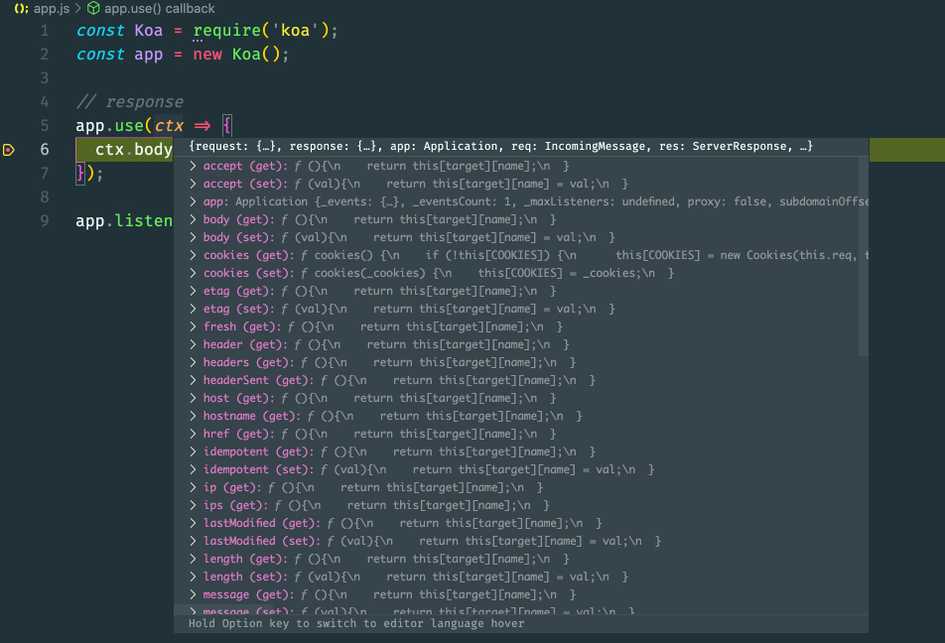 app.js > app.use() callback
1 const Koa = require('koa');
2 const app = new Koa();
3
4 // response
5 app.use(ctx => {
6 ctx.body
7 });
8
9 app.listen
{request: {…}, response: {…}, app: Application, req: IncomingMessage, res: ServerResponse, …}
> accept (get): ƒ (){\n    return this[target][name];\n  }
> accept (set): ƒ (val){\n    return this[target][name] = val;\n  }
> app: Application {_events: {…}, _eventsCount: 1, _maxListeners: undefined, proxy: false, subdomainOffse
> body (get): ƒ (){\n    return this[target][name];\n  }
> body (set): ƒ (val){\n    return this[target][name] = val;\n  }
> cookies (get): ƒ cookies() {\n    if (!this[COOKIES]) {\n      this[COOKIES] = new Cookies(this.req, t
> cookies (set): ƒ cookies(_cookies) {\n    this[COOKIES] = _cookies;\n  }
> etag (get): ƒ (){\n    return this[target][name];\n  }
> etag (set): ƒ (val){\n    return this[target][name] = val;\n  }
> fresh (get): ƒ (){\n    return this[target][name];\n  }
> header (get): ƒ (){\n    return this[target][name];\n  }
> headers (get): ƒ (){\n    return this[target][name];\n  }
> headerSent (get): ƒ (){\n    return this[target][name];\n  }
> host (get): ƒ (){\n    return this[target][name];\n  }
> hostname (get): ƒ (){\n    return this[target][name];\n  }
> href (get): ƒ (){\n    return this[target][name];\n  }
> idempotent (get): ƒ (){\n    return this[target][name];\n  }
> idempotent (set): ƒ (val){\n    return this[target][name] = val;\n  }
> ip (get): ƒ (){\n    return this[target][name];\n  }
> ips (get): ƒ (){\n    return this[target][name];\n  }
> lastModified (get): ƒ (){\n    return this[target][name];\n  }
> lastModified (set): ƒ (val){\n    return this[target][name] = val;\n  }
> length (get): ƒ (){\n    return this[target][name];\n  }
> length (set): ƒ (val){\n    return this[target][name] = val;\n  }
> message (get): ƒ (){\n    return this[target][name];\n  }
> message (set): ƒ (val){\n    return this[target][name] = val;\n  }
Hold Option key to switch to editor language hover